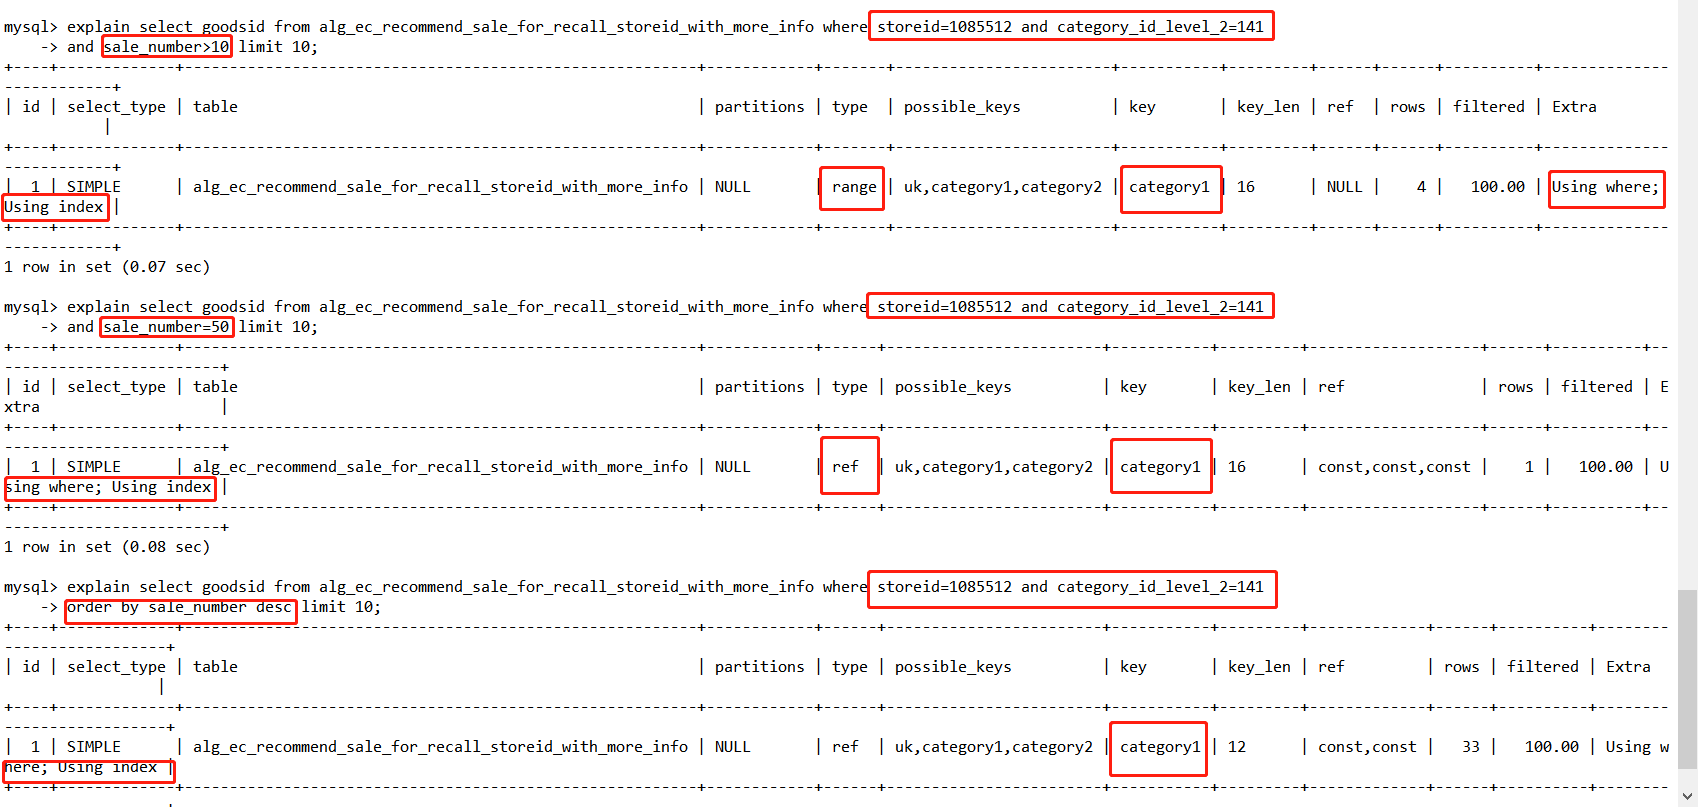 mysql> explain select goodsid from alg_ec_recommend_sale_for_recall_storeid_with_more_info where storeid=1085512 and category_id_level_2=141
    -> and sale_number>10 limit 10;
+----+-------------+---------------------------------------------------------+------------+-------+-------------------------+-----------+---------+------+------+----------+--------------
------------+
| id | select_type | table                                                   | partitions | type  | possible_keys           | key       | key_len | ref  | rows | filtered | Extra
           |
+----+-------------+---------------------------------------------------------+------------+-------+-------------------------+-----------+---------+------+------+----------+--------------
------------+
|  1 | SIMPLE      | alg_ec_recommend_sale_for_recall_storeid_with_more_info | NULL       | range | uk,category1,category2 | category1 | 16      | NULL |    4 |   100.00 | Using where;
Using index |
+----+-------------+---------------------------------------------------------+------------+-------+-------------------------+-----------+---------+------+------+----------+--------------
------------+
1 row in set (0.07 sec)
mysql> explain select goodsid from alg_ec_recommend_sale_for_recall_storeid_with_more_info where storeid=1085512 and category_id_level_2=141
    -> and sale_number=50 limit 10;
+----+-------------+---------------------------------------------------------+------------+------+-------------------------+-----------+---------+-------------------+------+----------+--
------------------------+
| id | select_type | table                                                   | partitions | type | possible_keys           | key       | key_len | ref               | rows | filtered | E
xtra                    |
+----+-------------+---------------------------------------------------------+------------+------+-------------------------+-----------+---------+-------------------+------+----------+--
------------------------+
|  1 | SIMPLE      | alg_ec_recommend_sale_for_recall_storeid_with_more_info | NULL       | ref  | uk,category1,category2 | category1 | 16      | const,const,const |    1 |   100.00 | U
sing where; Using index |
+----+-------------+---------------------------------------------------------+------------+------+-------------------------+-----------+---------+-------------------+------+----------+--
------------------------+
1 row in set (0.08 sec)
mysql> explain select goodsid from alg_ec_recommend_sale_for_recall_storeid_with_more_info where storeid=1085512 and category_id_level_2=141
    -> order by sale_number desc limit 10;
+----+-------------+---------------------------------------------------------+------------+------+-------------------------+-----------+---------+-------------+------+----------+--------
------------------+
| id | select_type | table                                                   | partitions | type | possible_keys           | key       | key_len | ref         | rows | filtered | Extra
                 |
+----+-------------+---------------------------------------------------------+------------+------+-------------------------+-----------+---------+-------------+------+----------+--------
------------------+
|  1 | SIMPLE      | alg_ec_recommend_sale_for_recall_storeid_with_more_info | NULL       | ref  | uk,category1,category2 | category1 | 12      | const,const |   33 |   100.00 | Using w
here; Using index |
+----+-------------+---------------------------------------------------------+------------+------+-------------------------+-----------+---------+-------------+------+----------+--------